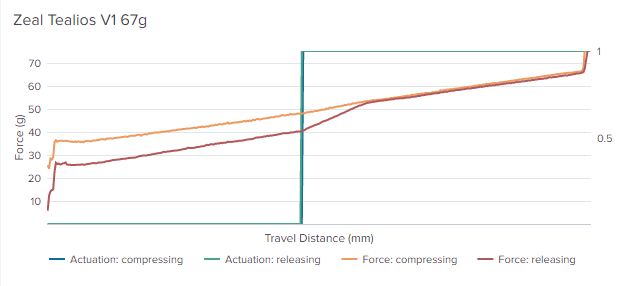 Zeal Tealios V1 67g
Force (g)
70
60
50
40
30
20
10
1
0.5
Travel Distance (mm)
Actuation: compressing
Actuation: releasing
Force: compressing
Force: releasing